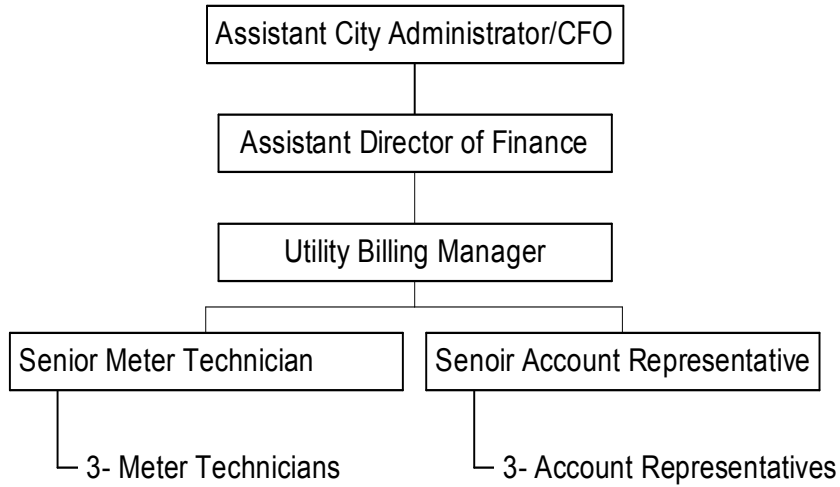 Assistant City Administrator/CFO
Assistant Director of Finance
Utility Billing Manager
Senior Meter Technician
Senoir Account Representative
3- Meter Technicians
3- Account Representatives